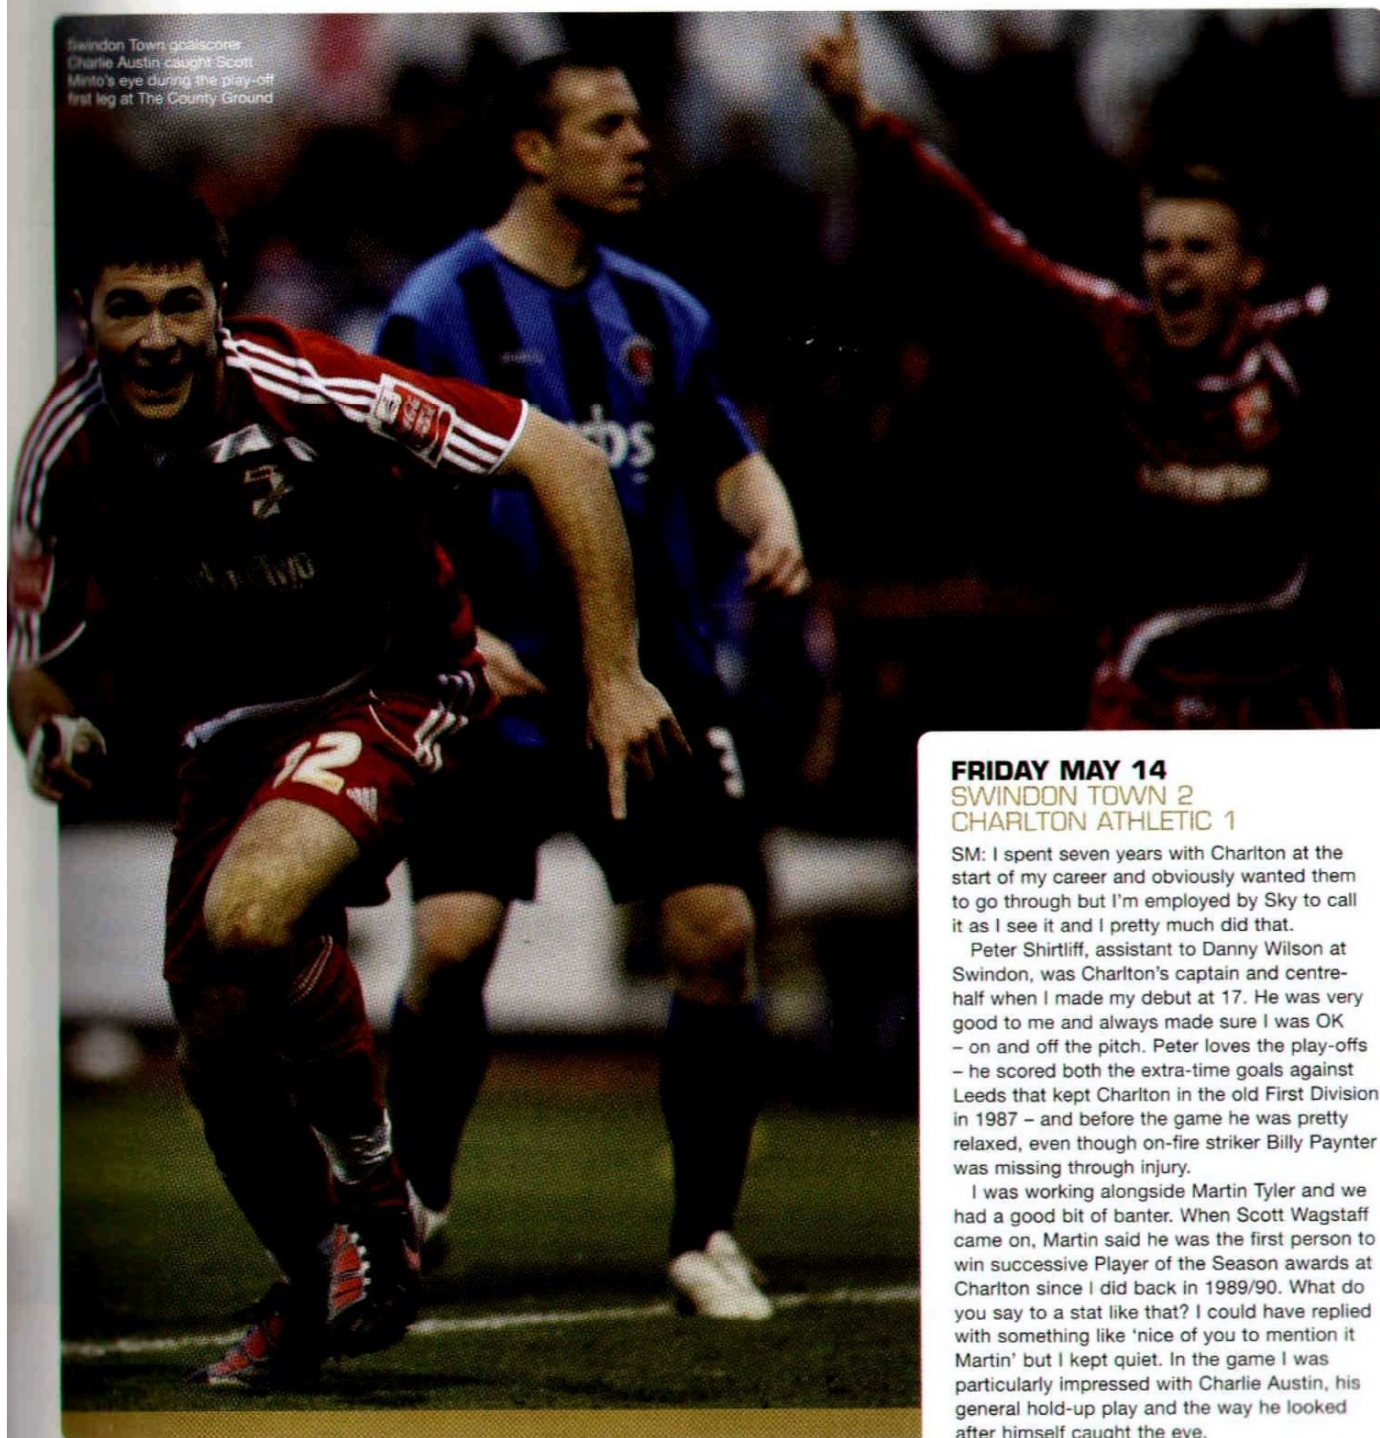 Swindon Town goalscorer
Charlie Austin caught Scott
Minto's eye during the play-off
first leg at The County Ground
12
FRIDAY MAY 14
SWINDON TOWN 2
CHARLTON ATHLETIC 1
SM: I spent seven years with Charlton at the
start of my career and obviously wanted them
to go through but I'm employed by Sky to call
it as I see it and I pretty much did that.
Peter Shirtliff, assistant to Danny Wilson at
Swindon, was Charlton's captain and centre-
half when I made my debut at 17. He was very
good to me and always made sure I was OK
– on and off the pitch. Peter loves the play-offs
– he scored both the extra-time goals against
Leeds that kept Charlton in the old First Division
in 1987 – and before the game he was pretty
relaxed, even though on-fire striker Billy Paynter
was missing through injury.
I was working alongside Martin Tyler and we
had a good bit of banter. When Scott Wagstaff
came on, Martin said he was the first person to
win successive Player of the Season awards at
Charlton since I did back in 1989/90. What do
you say to a stat like that? I could have replied
with something like 'nice of you to mention it
Martin' but I kept quiet. In the game I was
particularly impressed with Charlie Austin, his
general hold-up play and the way he looked
after himself caught the eye.